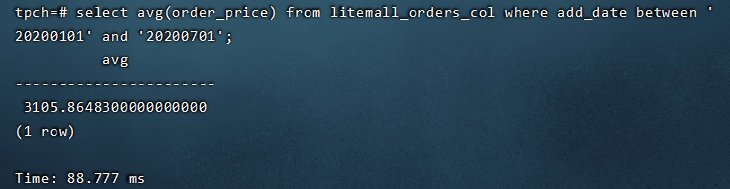 tpch=# select avg(order_price) from litemall_orders_col where add_date between '
20200101' and '20200701';
avg
-----------------------
3105.8648300000000000
(1 row)
Time: 88.777 ms